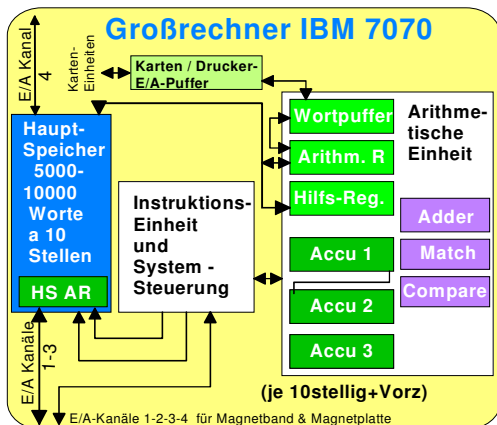 Großrechner IBM 7070
E/A Kanal
4
Karten-
Einheiten
Karten / Drucker-
E/A-Puffer
Haupt-
Speicher
5000-
10000
Worte
a 10
Stellen
HS AR
Instruktions-
Einheit
und
System -
Steuerung
Wortpuffer
Arithm. R
Hilfs-Reg.
Accu 1
Accu 2
Accu 3
Arithme-
tische
Einheit
Adder
Match
Compare
(je 10stellig+Vorz)
E/A Kanäle
1-3
E/A-Kanäle 1-2-3-4 für Magnetband & Magnetplatte